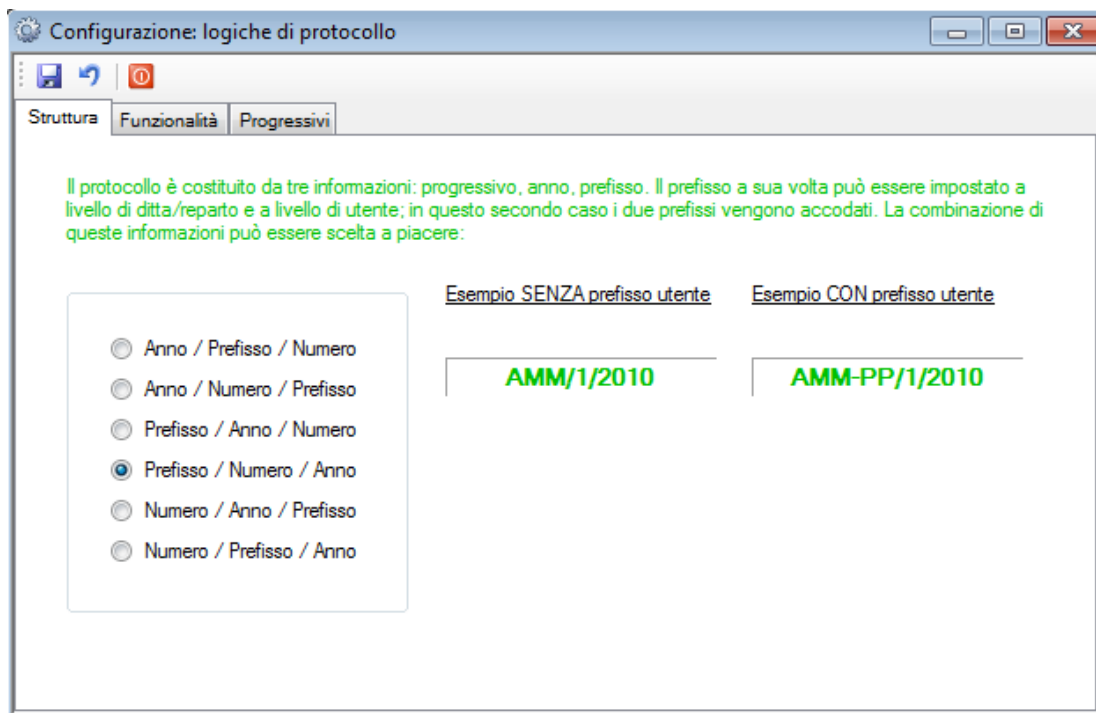 Configurazione: logiche di protocollo
Struttura Funzionalità Progressivi
Il protocollo è costituito da tre informazioni: progressivo, anno, prefisso. Il prefisso a sua volta può essere impostato a
livello di ditta/reparto e a livello di utente; in questo secondo caso i due prefissi vengono accodati. La combinazione di
queste informazioni può essere scelta a piacere:
Esempio SENZA prefisso utente Esempio CON prefisso utente
Anno / Prefisso / Numero
AMM/1/2010 AMM-PP/1/2010
Anno / Numero / Prefisso
Prefisso / Anno / Numero
Prefisso / Numero / Anno
Numero / Anno / Prefisso
Numero / Prefisso / Anno